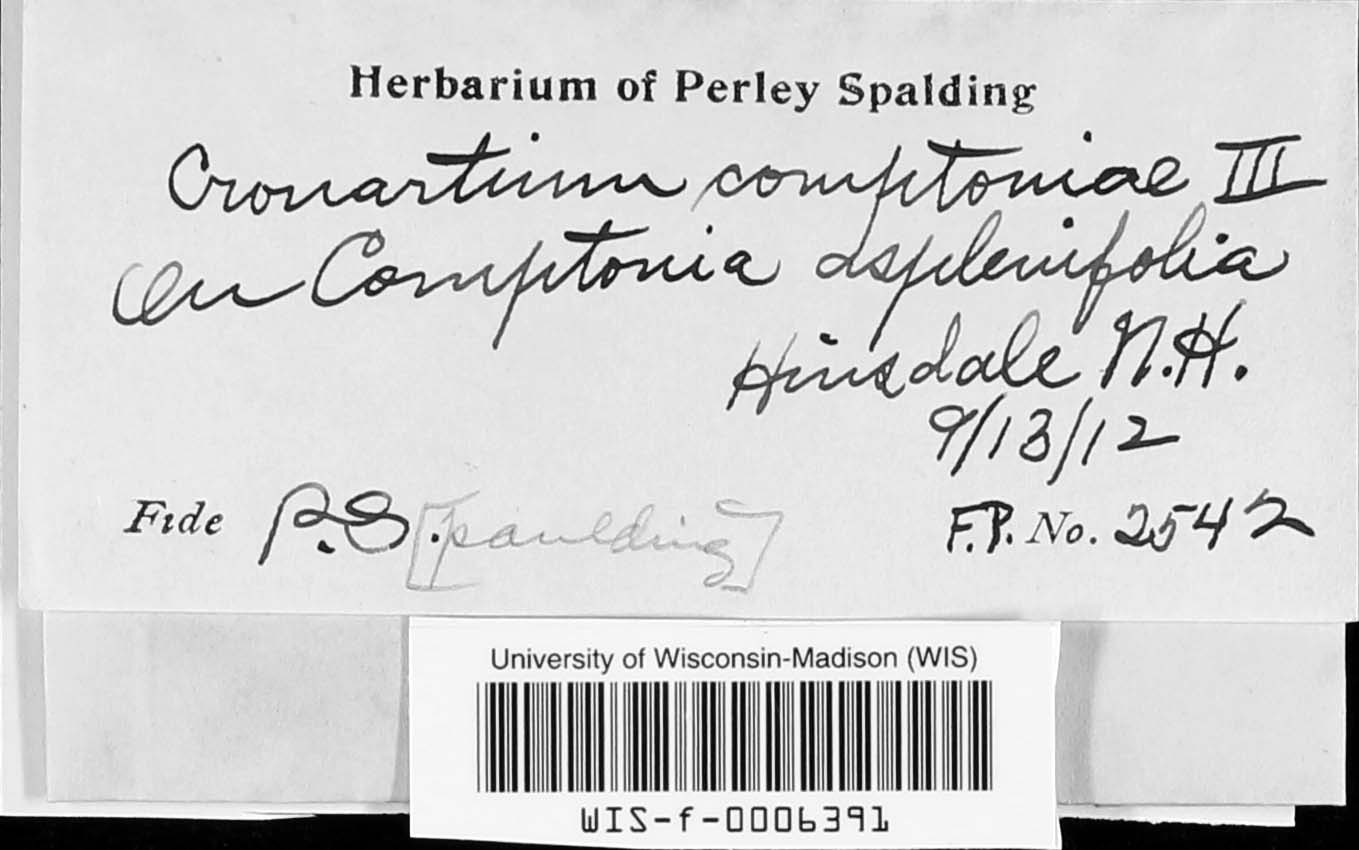 Herbarium of Perley Spalding
Cronartium comptoniae III
On Comptonia asplenifolia
Hinsdale N.H.
9/13/12
Fide P.S. [paulding]
F.P. No. 2542
University of Wisconsin-Madison (WIS)
WIS-f-0006391